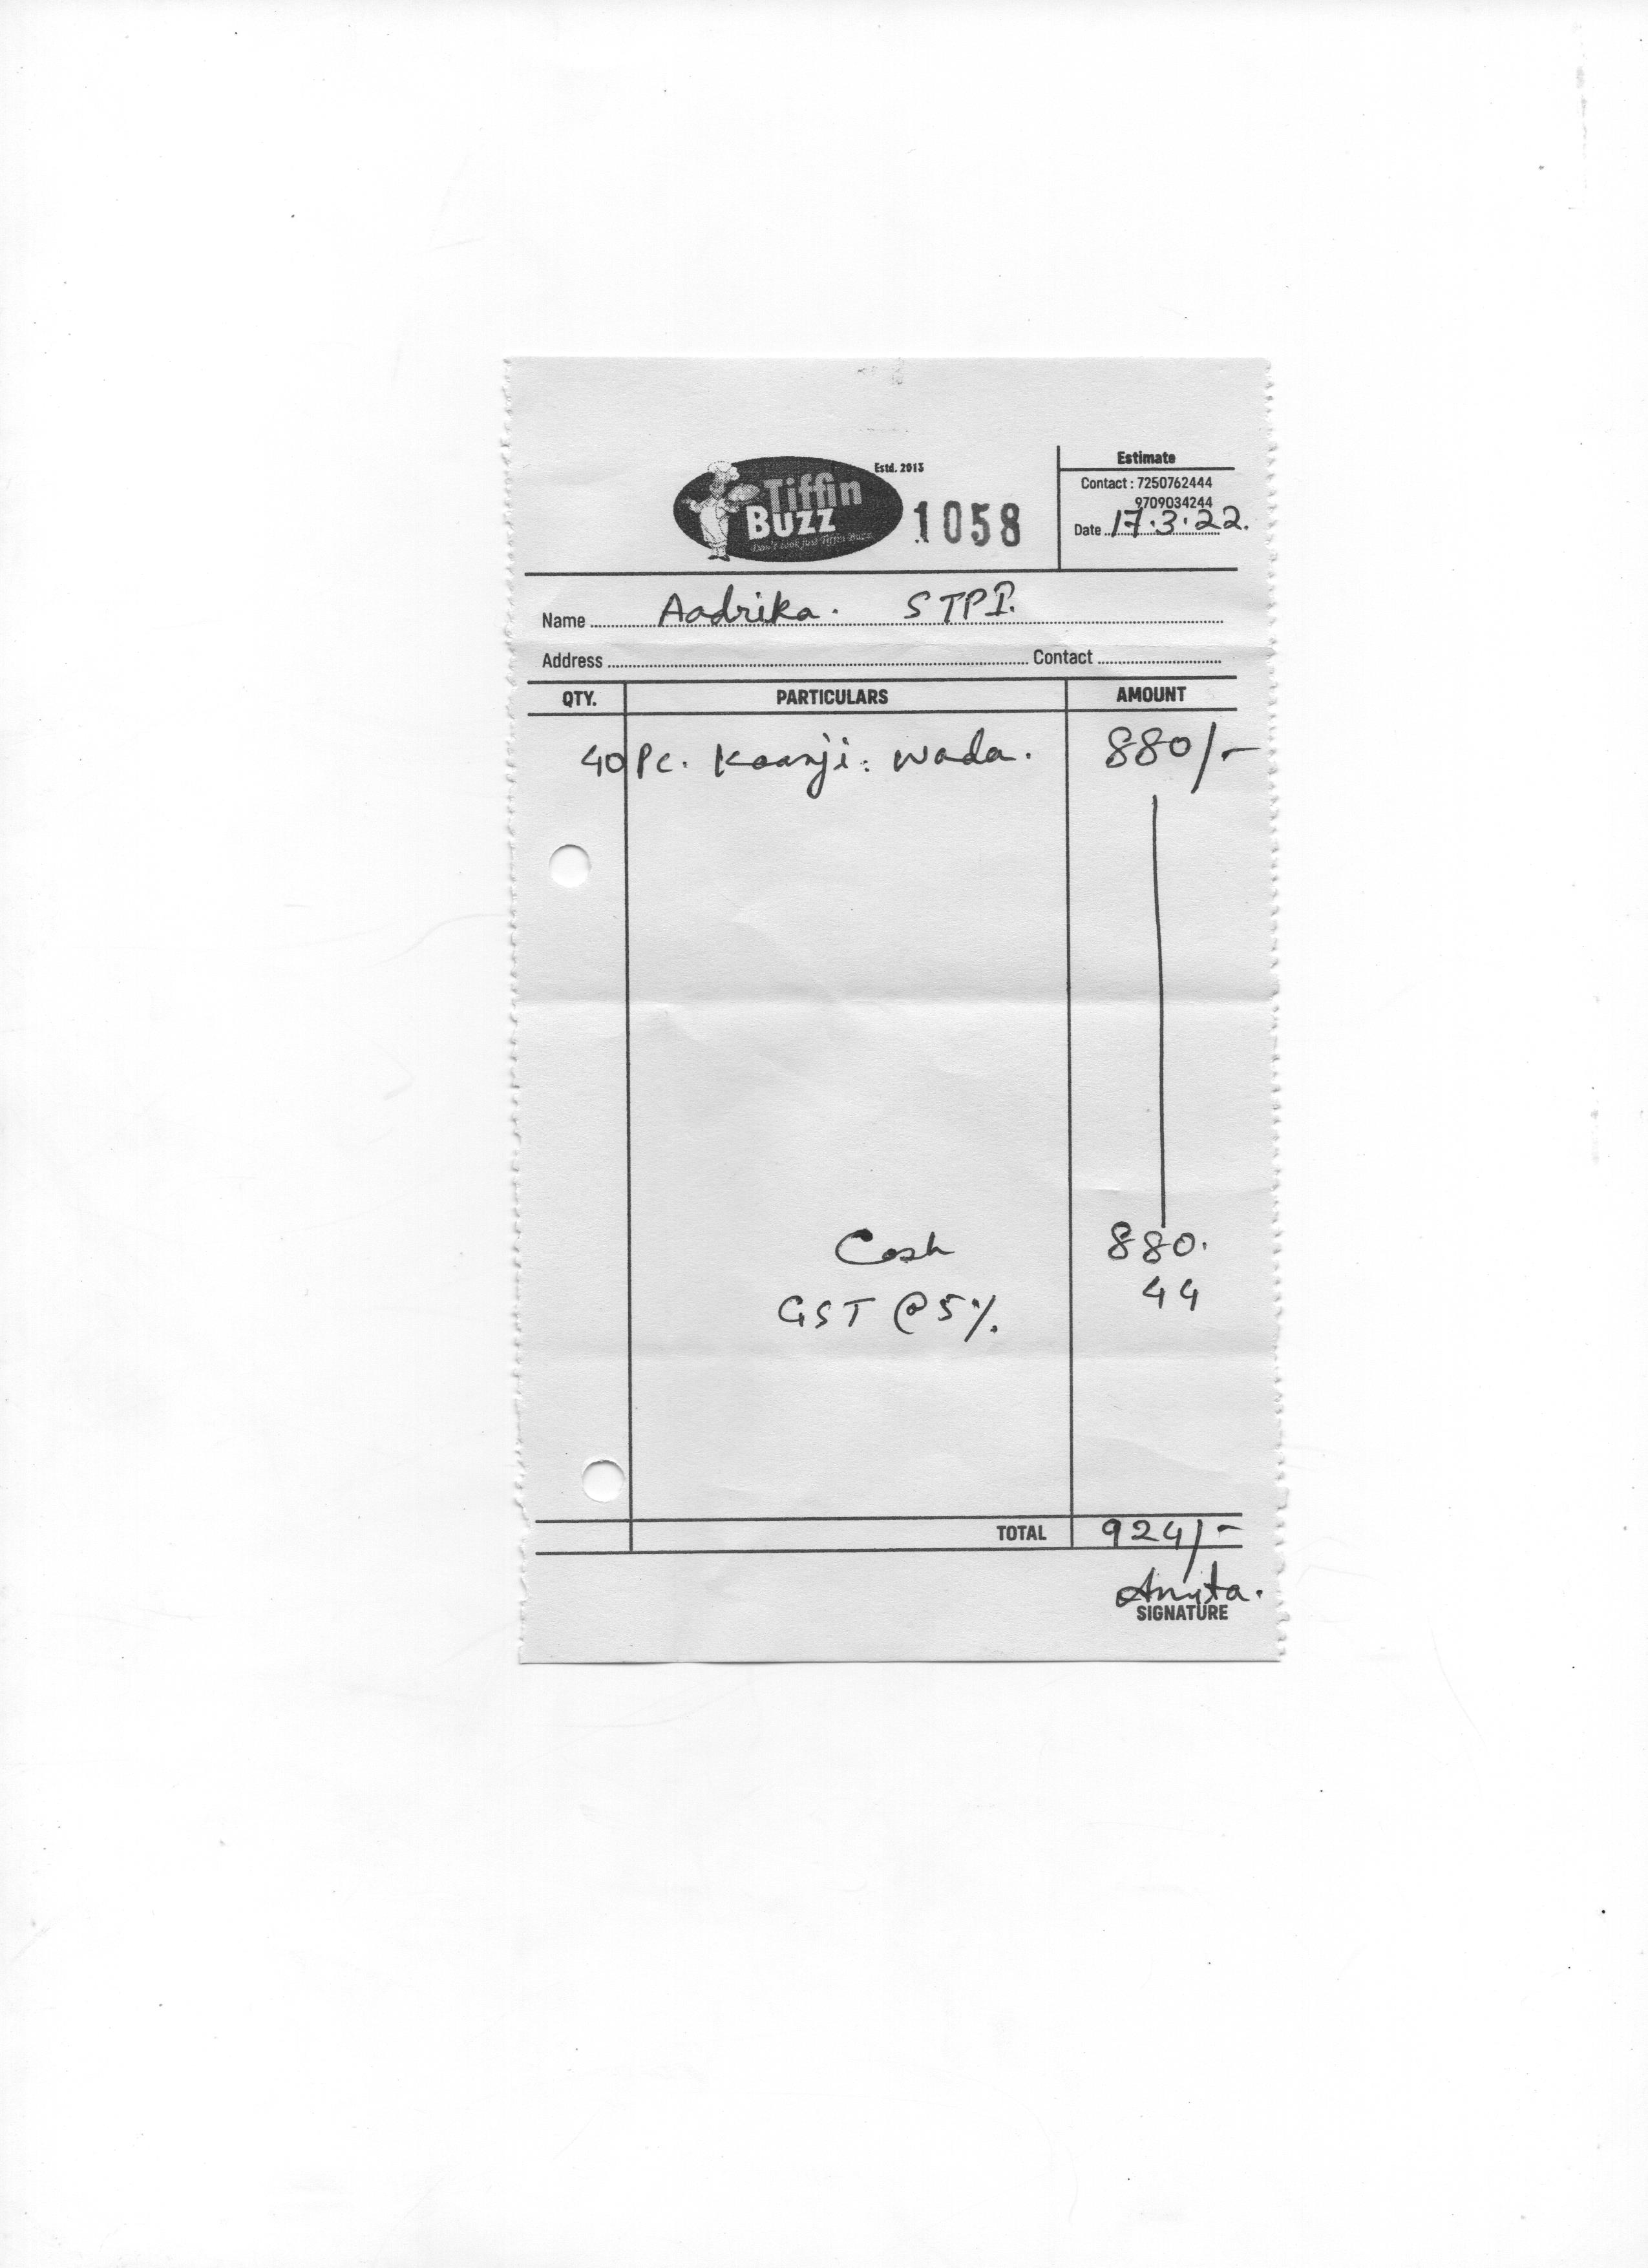 Estd. 2013
Tiffin
BUZZ
Don't cook just Tiffin Buzz
1058
Estimate
Contact : 7250762444
9709034244
Date 17.3.22.
Name Aadrika. STPI.
Address Contact
QTY. PARTICULARS AMOUNT
40 Pc. Kaanji. Wada. 880/-
Cash 880.
GST @ 5% 44
TOTAL 924/-
Amita.
SIGNATURE